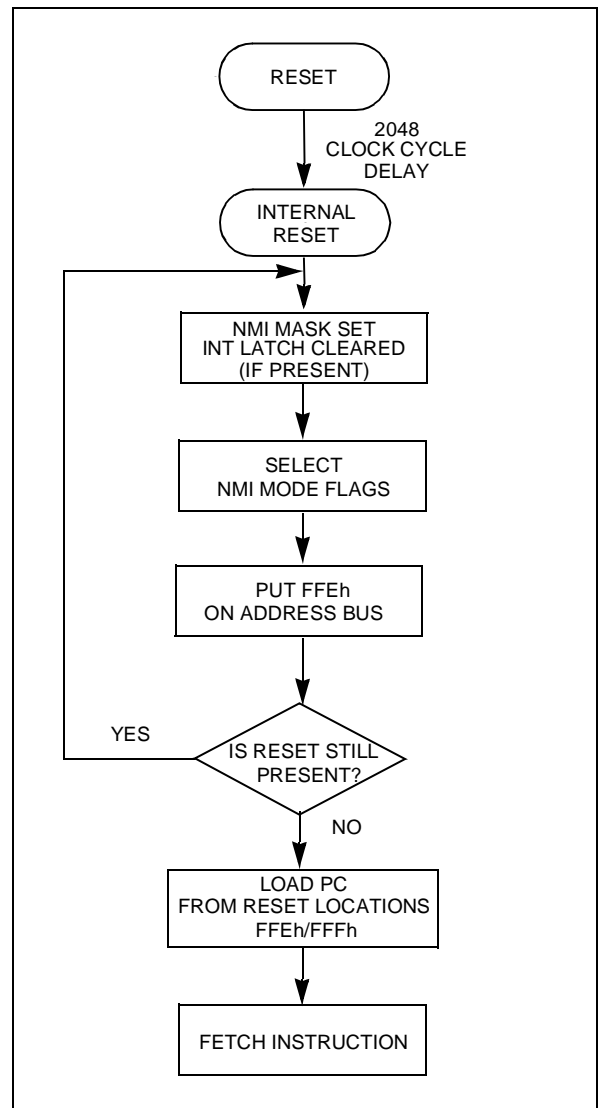 RESET
2048
CLOCK CYCLE
DELAY
INTERNAL
RESET
NMI MASK SET
INT LATCH CLEARED
(IF PRESENT)
SELECT
NMI MODE FLAGS
PUT FFEh
ON ADDRESS BUS
YES
IS RESET STILL
PRESENT?
NO
LOAD PC
FROM RESET LOCATIONS
FFEh/FFFh
FETCH INSTRUCTION